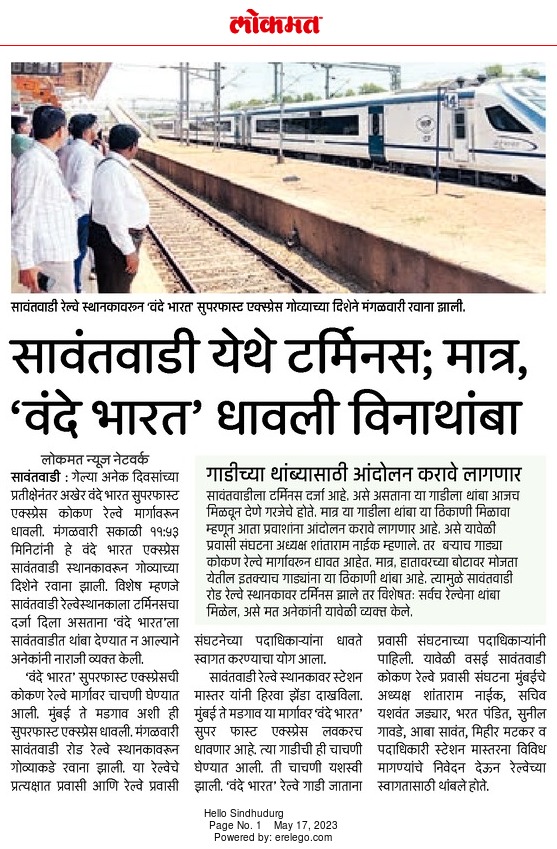 लोकमत
सावंतवाडी रेल्वे स्थानकावरून ‘वंदे भारत’ सुपरफास्ट एक्स्प्रेस गोव्याच्या दिशेने मंगळवारी रवाना झाली.
सावंतवाडी येथे टर्मिनस; मात्र,
‘वंदे भारत’ धावली विनाथांबा
लोकमत न्यूज नेटवर्क
सावंतवाडी : गेल्या अनेक दिवसांच्या
प्रतीक्षेनंतर अखेर वंदे भारत सुपरफास्ट
एक्स्प्रेस कोकण रेल्वे मार्गावरून
धावली. मंगळवारी सकाळी ११:५३
मिनिटांनी हे वंदे भारत एक्स्प्रेस
सावंतवाडी स्थानकावरून गोव्याच्या
दिशेने रवाना झाली. विशेष म्हणजे
सावंतवाडी रेल्वेस्थानकाला टर्मिनसचा
दर्जा दिला असताना ‘वंदे भारत’ला
सावंतवाडीत थांबा देण्यात न आल्याने
अनेकांनी नाराजी व्यक्त केली.
‘वंदे भारत’ सुपरफास्ट एक्स्प्रेसची
कोकण रेल्वे मार्गावर चाचणी घेण्यात
आली. मुंबई ते मडगाव अशी ही
सुपरफास्ट एक्स्प्रेस धावली. मंगळवारी
सावंतवाडी रोड रेल्वे स्थानकावरून
गोव्याकडे रवाना झाली. या रेल्वेचे
प्रत्यक्षात प्रवासी आणि रेल्वे प्रवासी
गाडीच्या थांब्यासाठी आंदोलन करावे लागणार
सावंतवाडीला टर्मिनस दर्जा आहे. असे असताना या गाडीला थांबा आजच
मिळवून देणे गरजेचे होते. मात्र या गाडीला थांबा या ठिकाणी मिळावा
म्हणून आता प्रवाशांना आंदोलन करावे लागणार आहे. असे यावेळी
प्रवासी संघटना अध्यक्ष शांताराम नाईक म्हणाले. तर बऱ्याच गाड्या
कोकण रेल्वे मार्गावरून धावत आहेत. मात्र, हातावरच्या बोटावर मोजता
येतील इतक्याच गाड्यांना या ठिकाणी थांबा आहे. त्यामुळे सावंतवाडी
रोड रेल्वे स्थानकावर टर्मिनस झाले तर विशेषतः सर्वच रेल्वेना थांबा
मिळेल, असे मत अनेकांनी यावेळी व्यक्त केले.
संघटनेच्या पदाधिकाऱ्यांना धावते
स्वागत करण्याचा योग आला.
सावंतवाडी रेल्वे स्थानकावर स्टेशन
मास्तर यांनी हिरवा झेंडा दाखविला.
मुंबई ते मडगाव या मार्गावर ‘वंदे भारत’
सुपर फास्ट एक्स्प्रेस लवकरच
धावणार आहे. त्या गाडीची ही चाचणी
घेण्यात आली. ती चाचणी यशस्वी
झाली. ‘वंदे भारत’ रेल्वे गाडी जाताना
प्रवासी संघटनाच्या पदाधिकाऱ्यांनी
पाहिली. यावेळी वसई सावंतवाडी
कोकण रेल्वे प्रवासी संघटना मुंबईचे
अध्यक्ष शांताराम नाईक, सचिव
यशवंत जड्यार, भरत पंडित, सुनील
गावडे, आबा सावंत, मिहीर मटकर व
पदाधिकारी स्टेशन मास्तरना विविध
मागण्यांचे निवेदन देऊन रेल्वेच्या
स्वागतासाठी थांबले होते.
Hello Sindhudurg
Page No. 1 May 17, 2023
Powered by: erelego.com